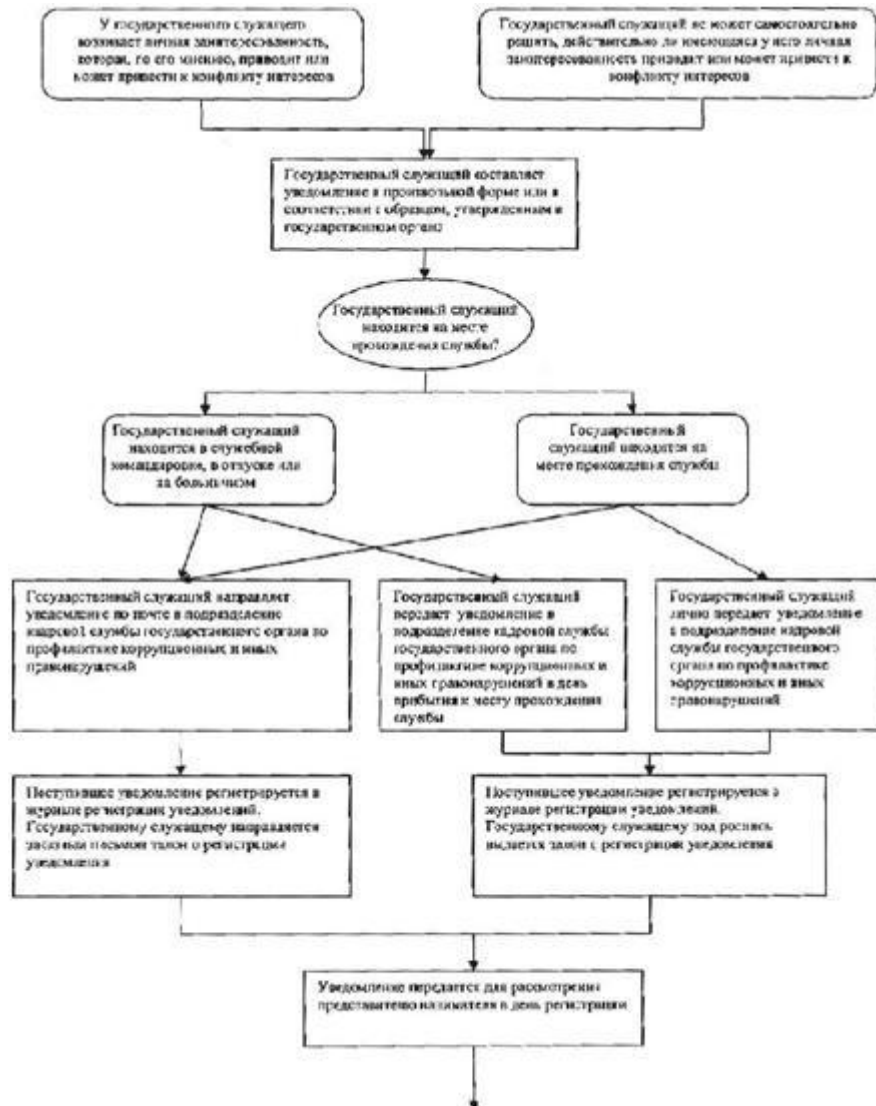 У государственного служащего
возникает личная заинтересованность,
которая, по его мнению, приводит или
может привести к конфликту интересов
Государственный служащий не может самостоятельно
решить, действительно ли имеющаяся у него личная
заинтересованность приводит или может привести к
конфликту интересов
Государственный служащий составляет
уведомление в произвольной форме или в
соответствии с образцом, утвержденным в
государственном органе
Государственный служащий
находится на месте
прохождения службы?
Государственный служащий
находится в служебной
командировке, в отпуске или
на больничном
Государственный
служащий находится на
месте прохождения службы
Государственный служащий направляет
уведомление по почте в подразделение
кадровой службы государственного органа по
профилактике коррупционных и иных
правонарушений
Государственный служащий
передает уведомление в
подразделение кадровой службы
государственного органа по
профилактике коррупционных и
иных правонарушений в день
прибытия к месту прохождения
службы
Государственный служащий
лично передает уведомление
в подразделение кадровой
службы государственного
органа по профилактике
коррупционных и иных
правонарушений
Поступившее уведомление регистрируется в
журнале регистрации уведомлений.
Государственному служащему направляется
заказным письмом талон о регистрации
уведомления
Поступившее уведомление регистрируется в
журнале регистрации уведомлений.
Государственному служащему под роспись
выдается талон о регистрации уведомления
Уведомление передается для рассмотрения
представителю нанимателя в день регистрации